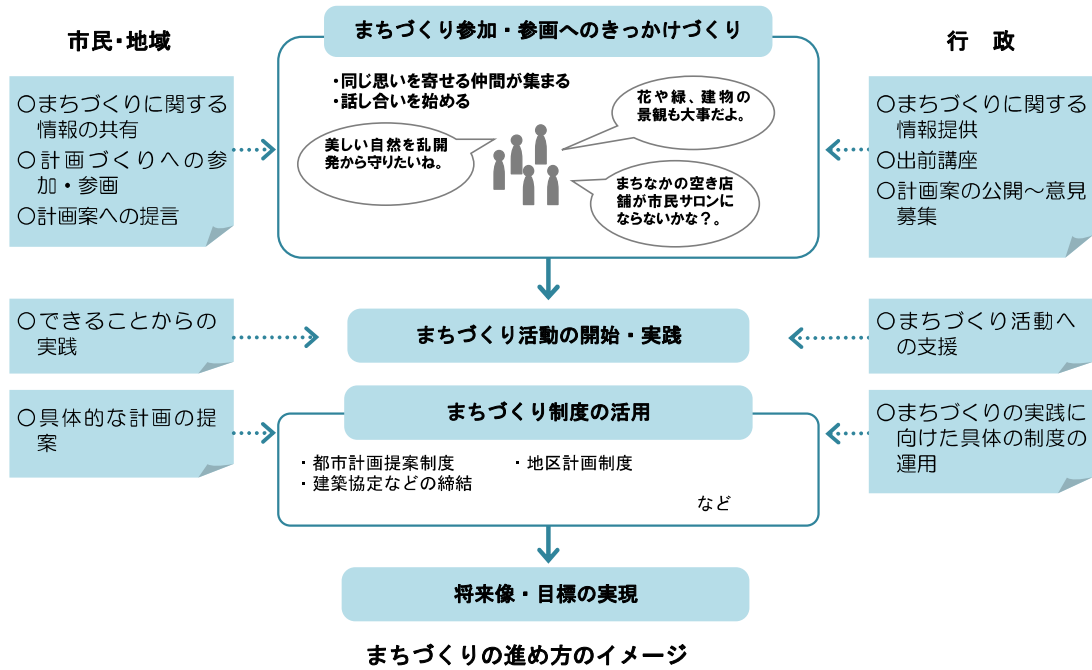 市民・地域
○まちづくりに関する
情報の共有
○計画づくりへの参
加・参画
○計画案への提言
まちづくり参加・参画へのきっかけづくり
・同じ思いを寄せる仲間が集まる
・話し合いを始める
花や緑、建物の
景観も大事だよ。
美しい自然を乱開
発から守りたいね。
まちなかの空き店
舗が市民サロンに
ならないかな?。
行 政
○まちづくりに関する
情報提供
○出前講座
○計画案の公開~意見
募集
○できることからの
実践
まちづくり活動の開始・実践
○まちづくり活動へ
の支援
○具体的な計画の提
案
まちづくり制度の活用
・都市計画提案制度 ・地区計画制度
・建築協定などの締結
など
○まちづくりの実践に
向けた具体の制度の
運用
将来像・目標の実現
まちづくりの進め方のイメージ